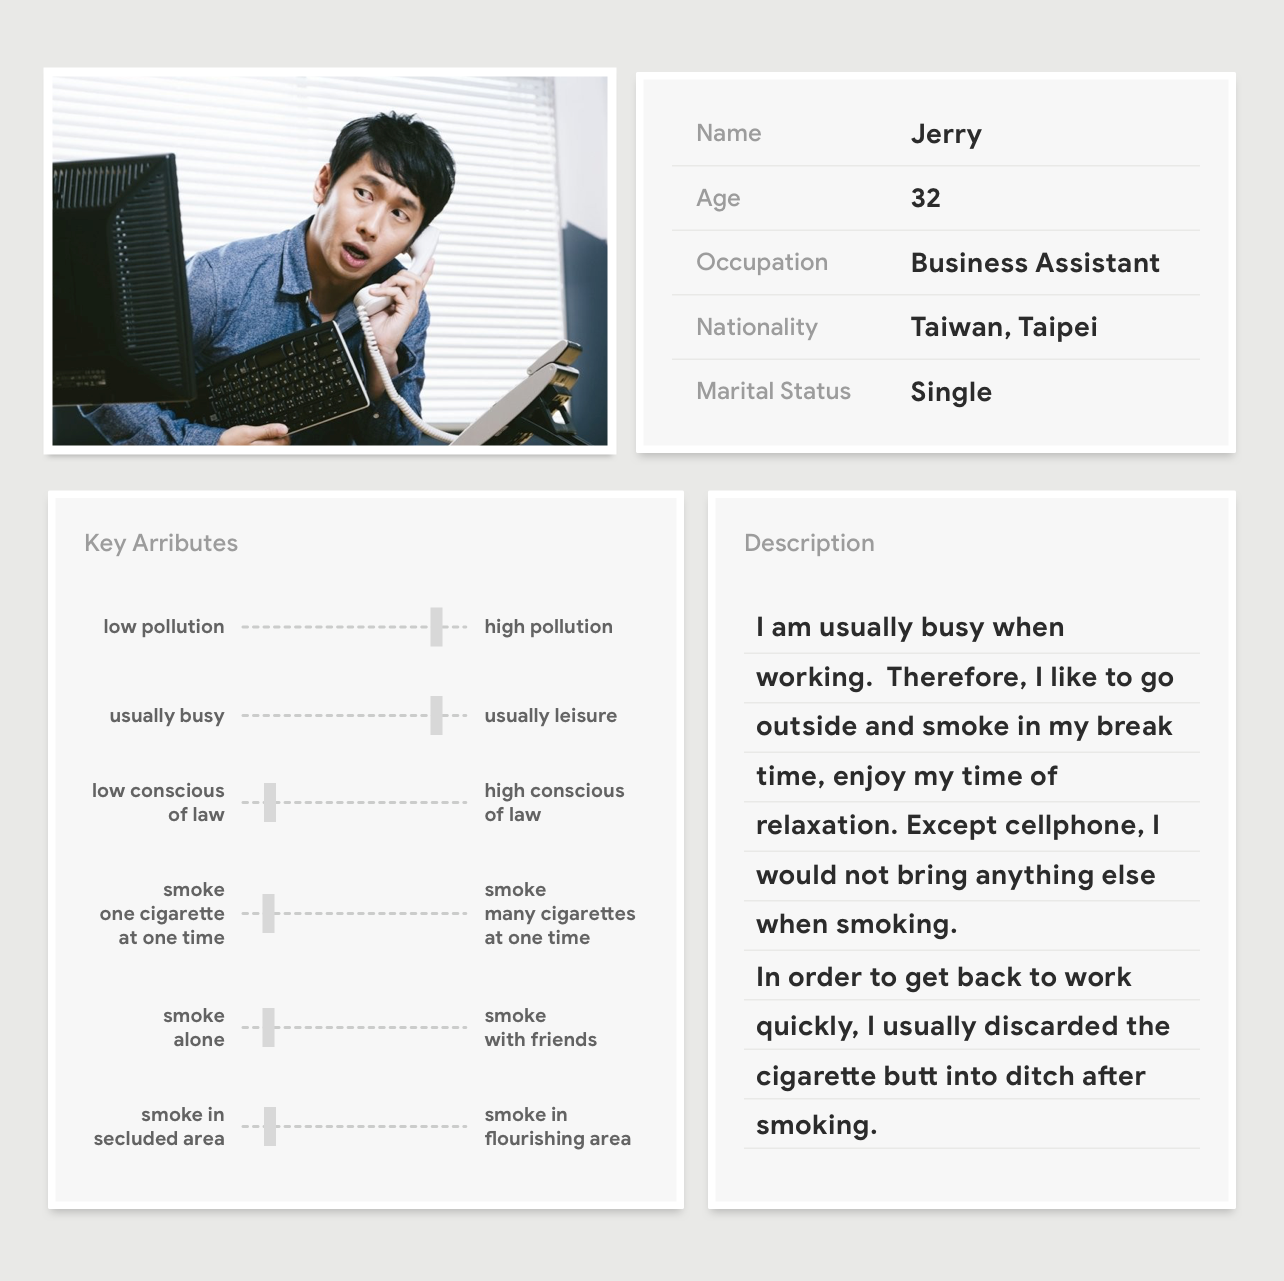 Name Jerry
Age 32
Occupation Business Assistant
Nationality Taiwan, Taipei
Marital Status Single
Key Arributes
low pollution high pollution
usually busy usually leisure
low conscious
of law
high conscious
of law
smoke
one cigarette
at one time
smoke
many cigarettes
at one time
smoke
alone
smoke
with friends
smoke in
secluded area
smoke in
flourishing area
Description
I am usually busy when
working.  Therefore, I like to go
outside and smoke in my break
time, enjoy my time of
relaxation. Except cellphone, I
would not bring anything else
when smoking.
In order to get back to work
quickly, I usually discarded the
cigarette butt into ditch after
smoking.